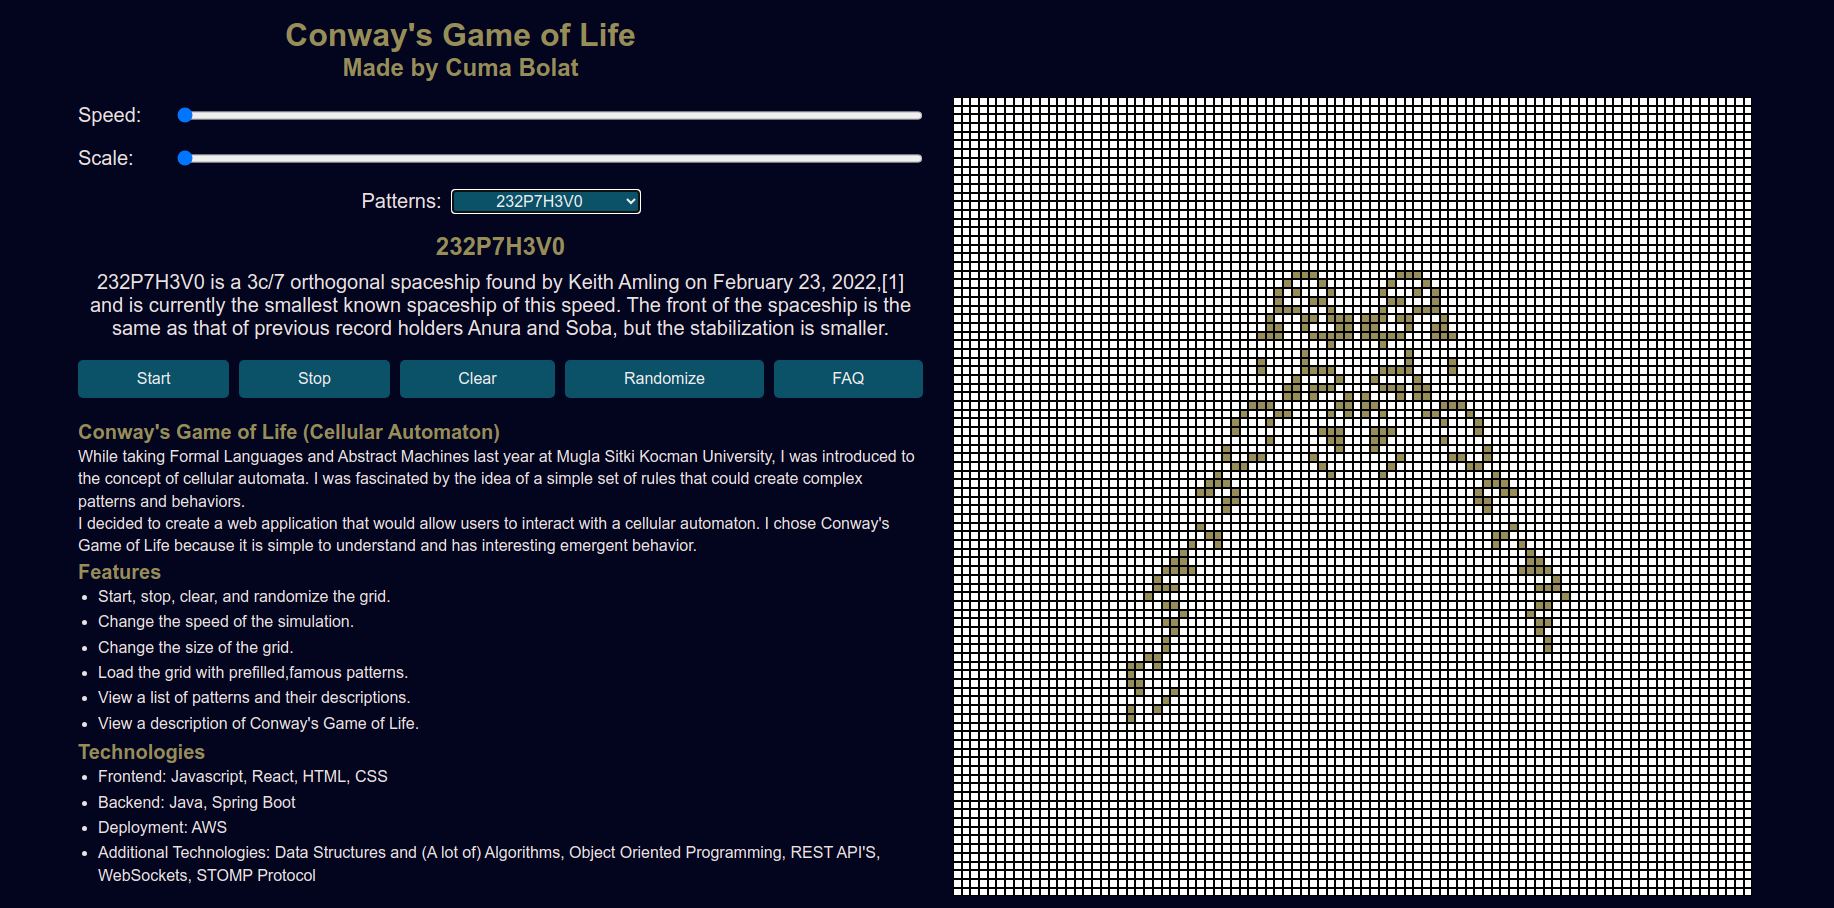 Conway's Game of Life
Made by Cuma Bolat
Speed:
Scale:
Patterns: 232P7H3V0
232P7H3V0
232P7H3V0 is a 3c/7 orthogonal spaceship found by Keith Amling on February 23, 2022,[1]
and is currently the smallest known spaceship of this speed. The front of the spaceship is the
same as that of previous record holders Anura and Soba, but the stabilization is smaller.
Start Stop Clear Randomize FAQ
Conway's Game of Life (Cellular Automaton)
While taking Formal Languages and Abstract Machines last year at Mugla Sitki Kocman University, I was introduced to
the concept of cellular automata. I was fascinated by the idea of a simple set of rules that could create complex
patterns and behaviors.
I decided to create a web application that would allow users to interact with a cellular automaton. I chose Conway's
Game of Life because it is simple to understand and has interesting emergent behavior.
Features
• Start, stop, clear, and randomize the grid.
• Change the speed of the simulation.
• Change the size of the grid.
• Load the grid with prefilled,famous patterns.
• View a list of patterns and their descriptions.
• View a description of Conway's Game of Life.
Technologies
• Frontend: Javascript, React, HTML, CSS
• Backend: Java, Spring Boot
• Deployment: AWS
• Additional Technologies: Data Structures and (A lot of) Algorithms, Object Oriented Programming, REST API'S,
WebSockets, STOMP Protocol